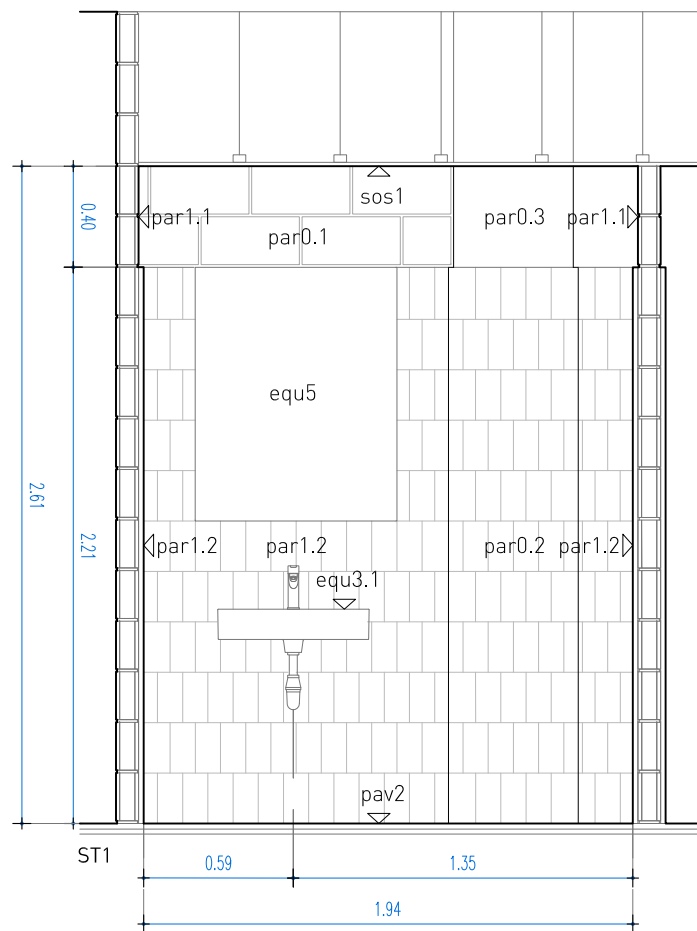 sos1
par1.1
par0.3
par1.1
par0.1
0.40
equ5
2.61
2.21
par1.2
par1.2
par0.2
par1.2
equ3.1
pav2
ST1
0.59
1.35
1.94